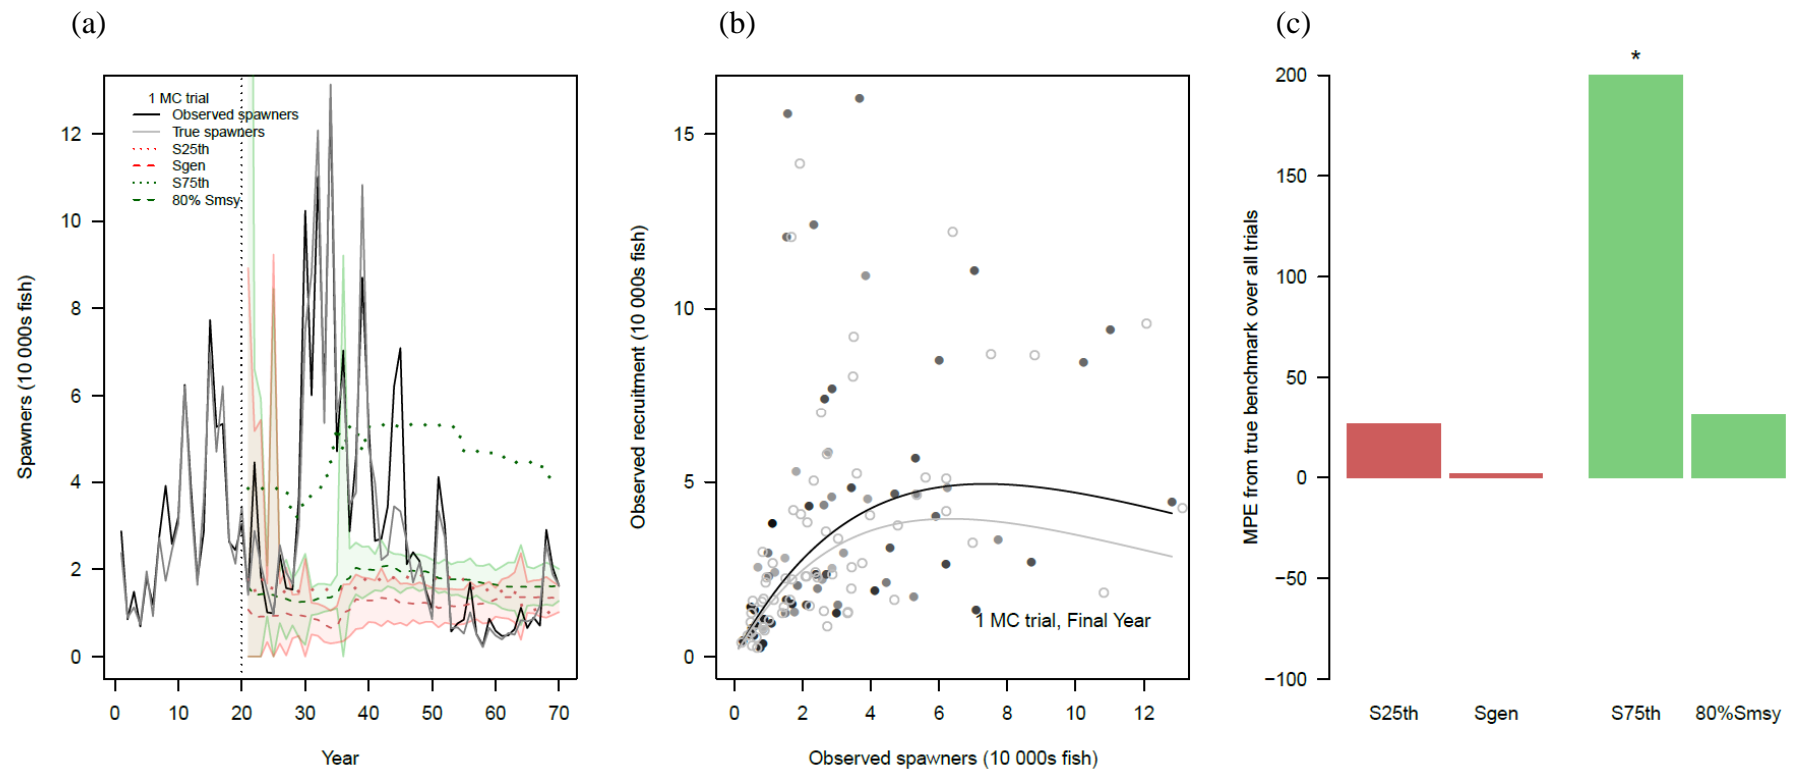 (a)
(b)
(c)
1 MC trial
Observed spawners
True spawners
S25th
Sgen
S75th
80% Smsy
Spawners (10 000s fish)
12
10
8
6
4
2
0
0 10 20 30 40 50 60 70
Year
Observed recruitment (10 000s fish)
15
10
5
0
1 MC trial, Final Year
0 2 4 6 8 10 12
Observed spawners (10 000s fish)
MPE from true benchmark over all trials
*
200
150
100
50
0
−50
−100
S25th Sgen S75th 80%Smsy